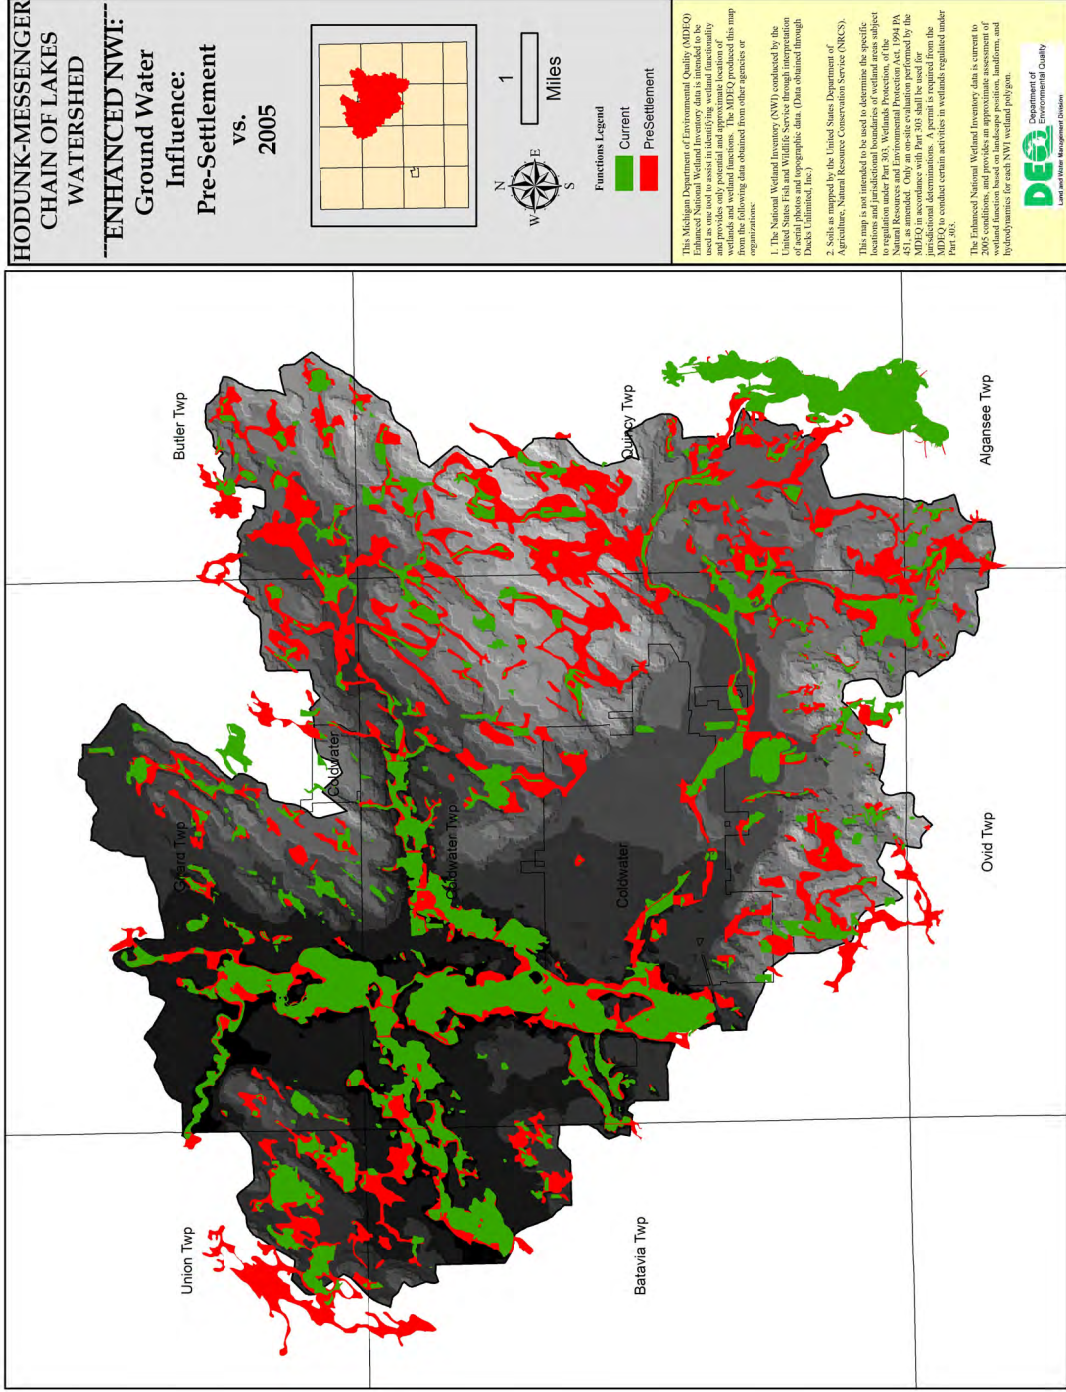 HODUNK-MESSENGER
CHAIN OF LAKES
WATERSHED
ENHANCED NWI:
Ground Water
Influence:
Pre-Settlement
vs.
2005
1
Miles
N
W
E
S
Functions Legend
Current
PreSettlement
This Michigan Department of Environmental Quality (MDEQ)
Enhanced National Wetland Inventory data is intended to be
used as one tool to assist in identifying wetland functionality
and provides only potential and approximate location of
wetlands and wetland functions. The MDEQ produced this map
from the following data obtained from other agencies or
organizations:
1. The National Wetland Inventory (NWI) conducted by the
United States Fish and Wildlife Service through interpretation
of aerial photos and topographic data. (Data obtained through
Ducks Unlimited, Inc.)
2. Soils as mapped by the United States Department of
Agriculture, Natural Resource Conservation Service (NRCS).
This map is not intended to be used to determine the specific
locations and jurisdictional boundaries of wetland areas subject
to regulation under Part 303, Wetlands Protection, of the
Natural Resources and Environmental Protection Act, 1994 PA
451, as amended. Only an on-site evaluation performed by the
MDEQ in accordance with Part 303 shall be used for
jurisdictional determinations. A permit is required from the
MDEQ to conduct certain activities in wetlands regulated under
Part 303.
The Enhanced National Wetland Inventory data is current to
2005 conditions, and provides an approximate assessment of
wetland function based on landscape position, landform, and
hydrodynamics for each NWI wetland polygon.
DEQ
Department of
Environmental Quality
Land and Water Management Division
Union Twp
Girard Twp
Butler Twp
Coldwater
Coldwater Twp
Batavia Twp
Coldwater
Quincy Twp
Ovid Twp
Algansee Twp